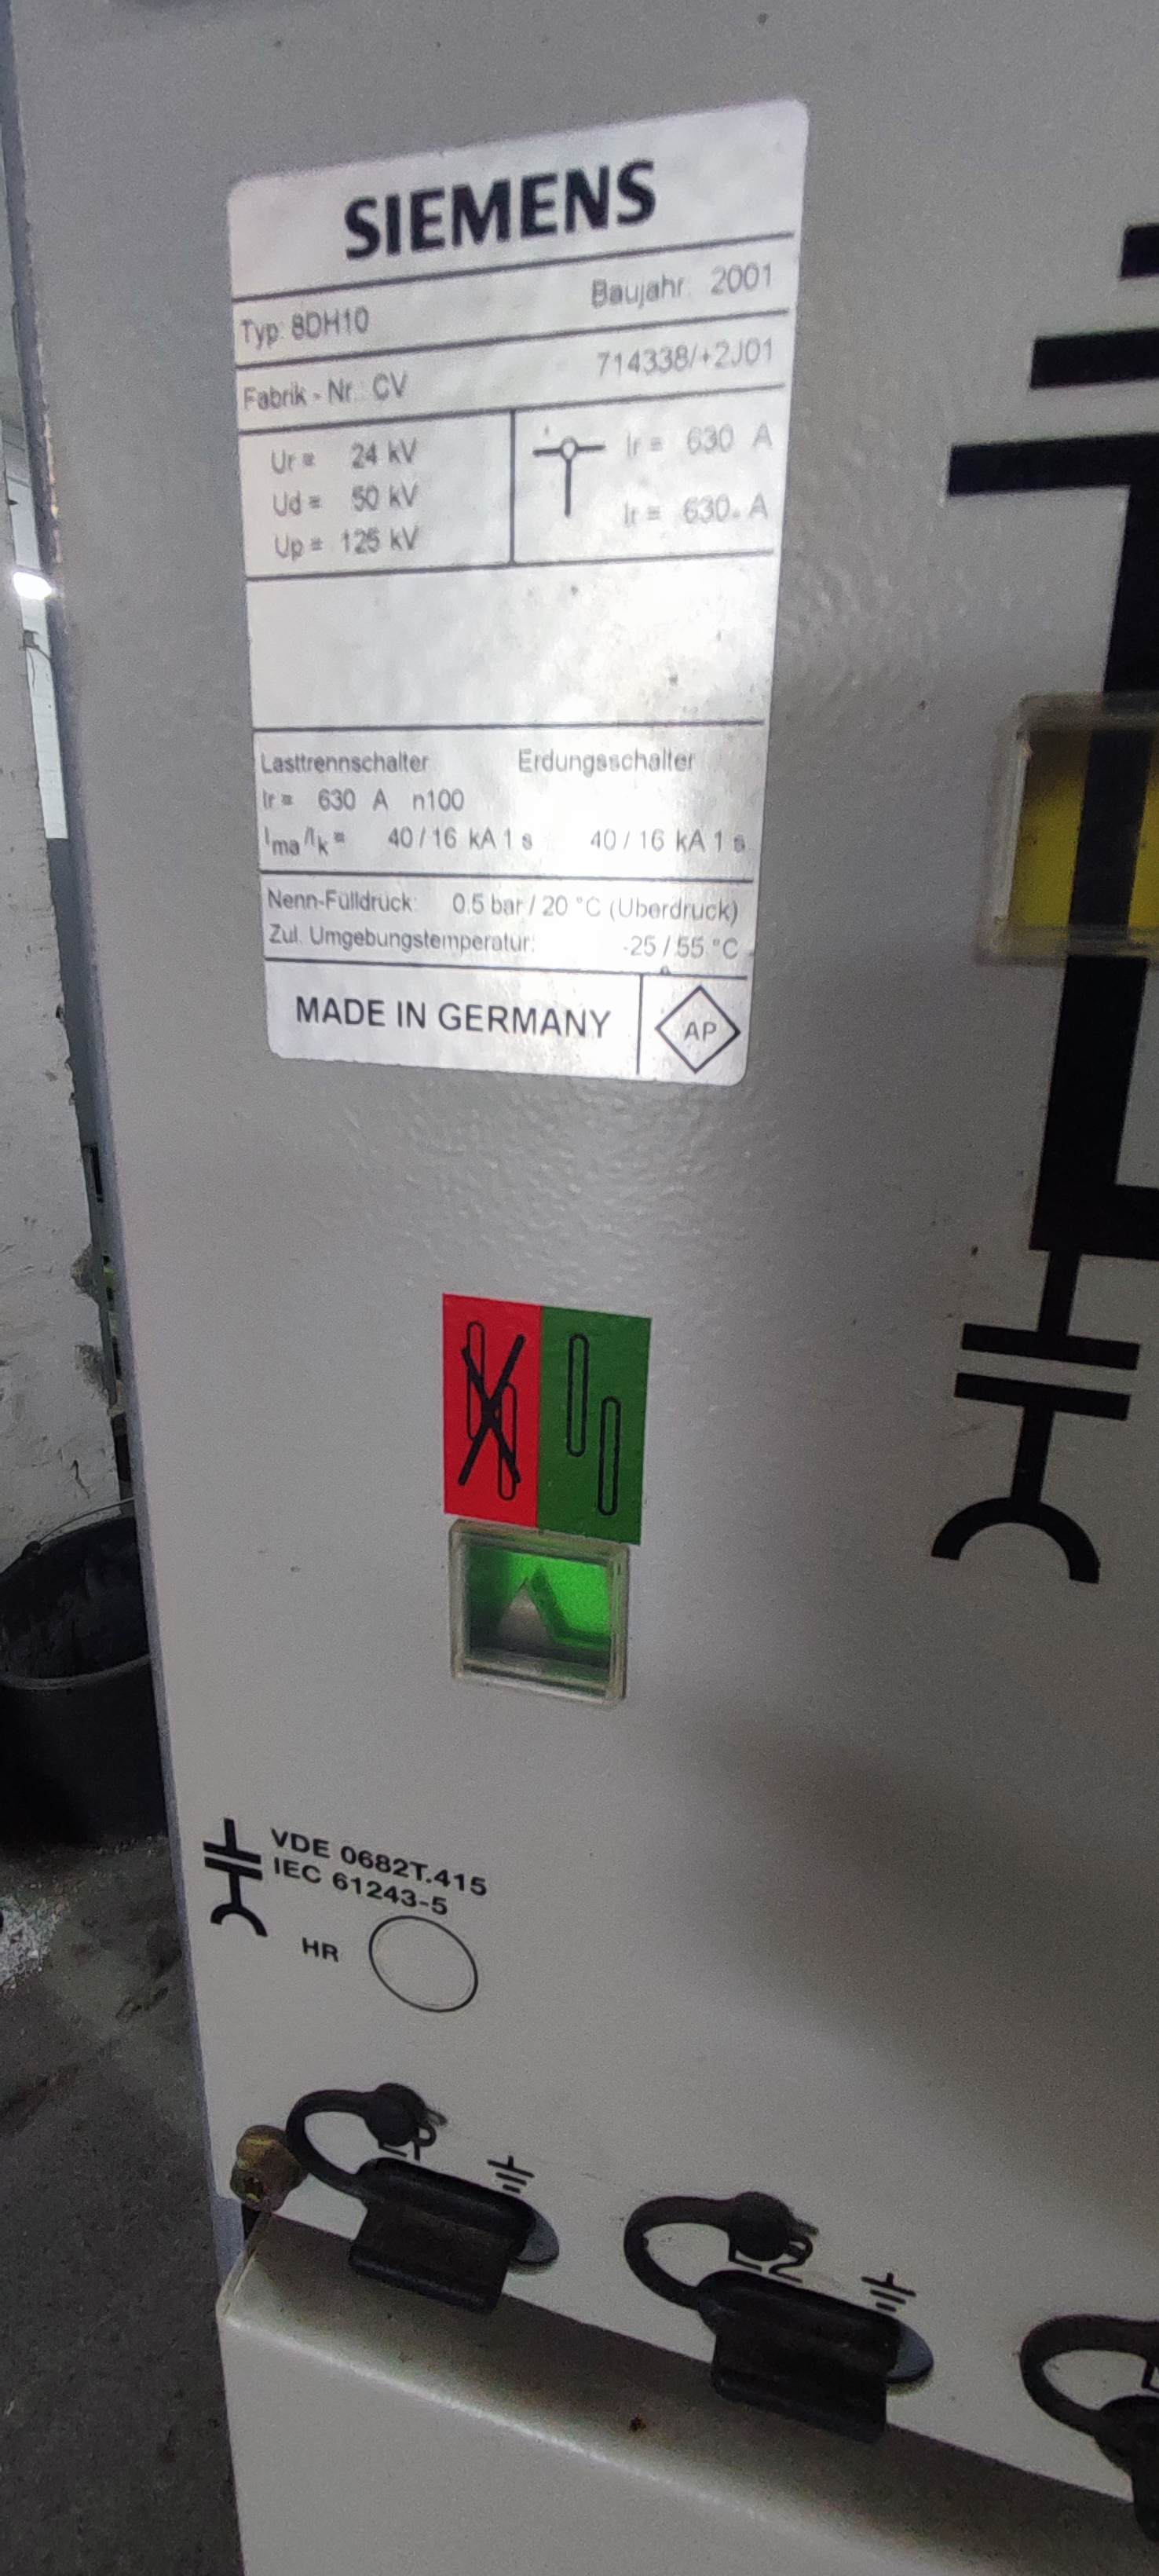 SIEMENS
Typ: 8DH10 Baujahr: 2001
Fabrik - Nr: CV 714338/+2J01
Ur = 24 kV
Ud = 50 kV
Up = 125 kV
Ir = 630 A
Ir = 630 A
Lasttrennschalter Erdungsschalter
Ir = 630 A n100
Ima/Ik = 40 / 16 kA 1 s 40 / 16 kA 1 s
Nenn-Fülldruck: 0.5 bar / 20 °C (Überdruck)
Zul. Umgebungstemperatur: -25 / 55 °C
MADE IN GERMANY AP
VDE 0682T.415
IEC 61243-5
HR
L2